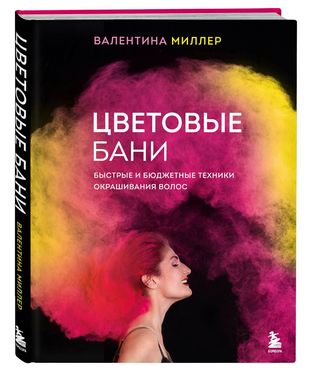 ВАЛЕНТИНА МИЛЛЕР
ЦВЕТОВЫЕ
БАНИ
БЫСТРЫЕ И БЮДЖЕТНЫЕ ТЕХНИКИ
ОКРАШИВАНИЯ ВОЛОС
ЦВЕТОВЫЕ БАНИ
ВАЛЕНТИНА МИЛЛЕР